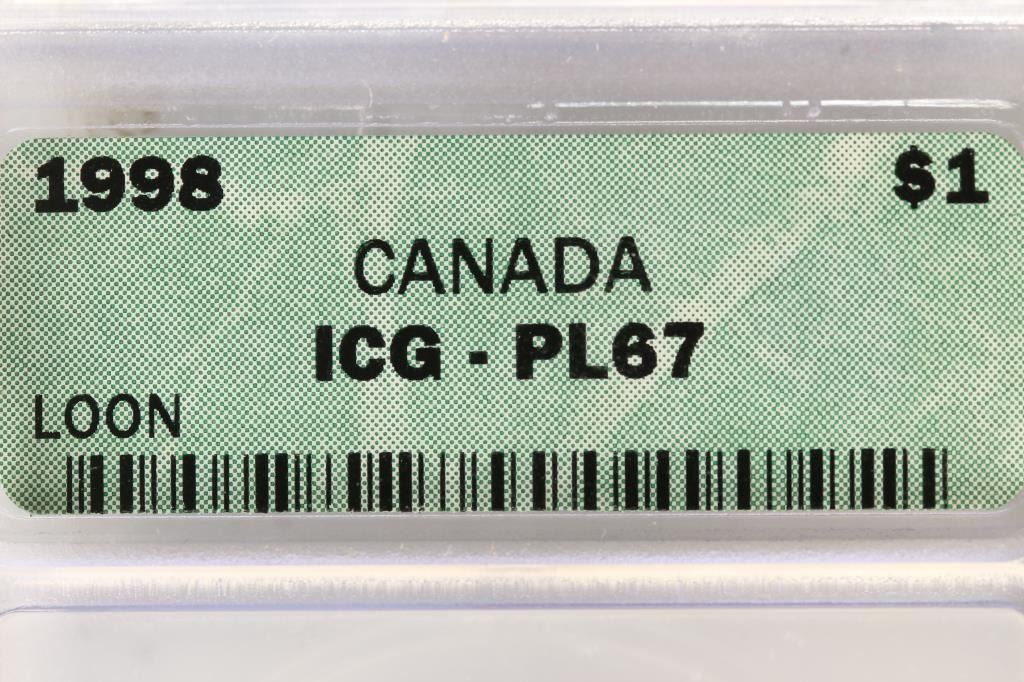 1998 $1
CANADA
ICG - PL67
LOON